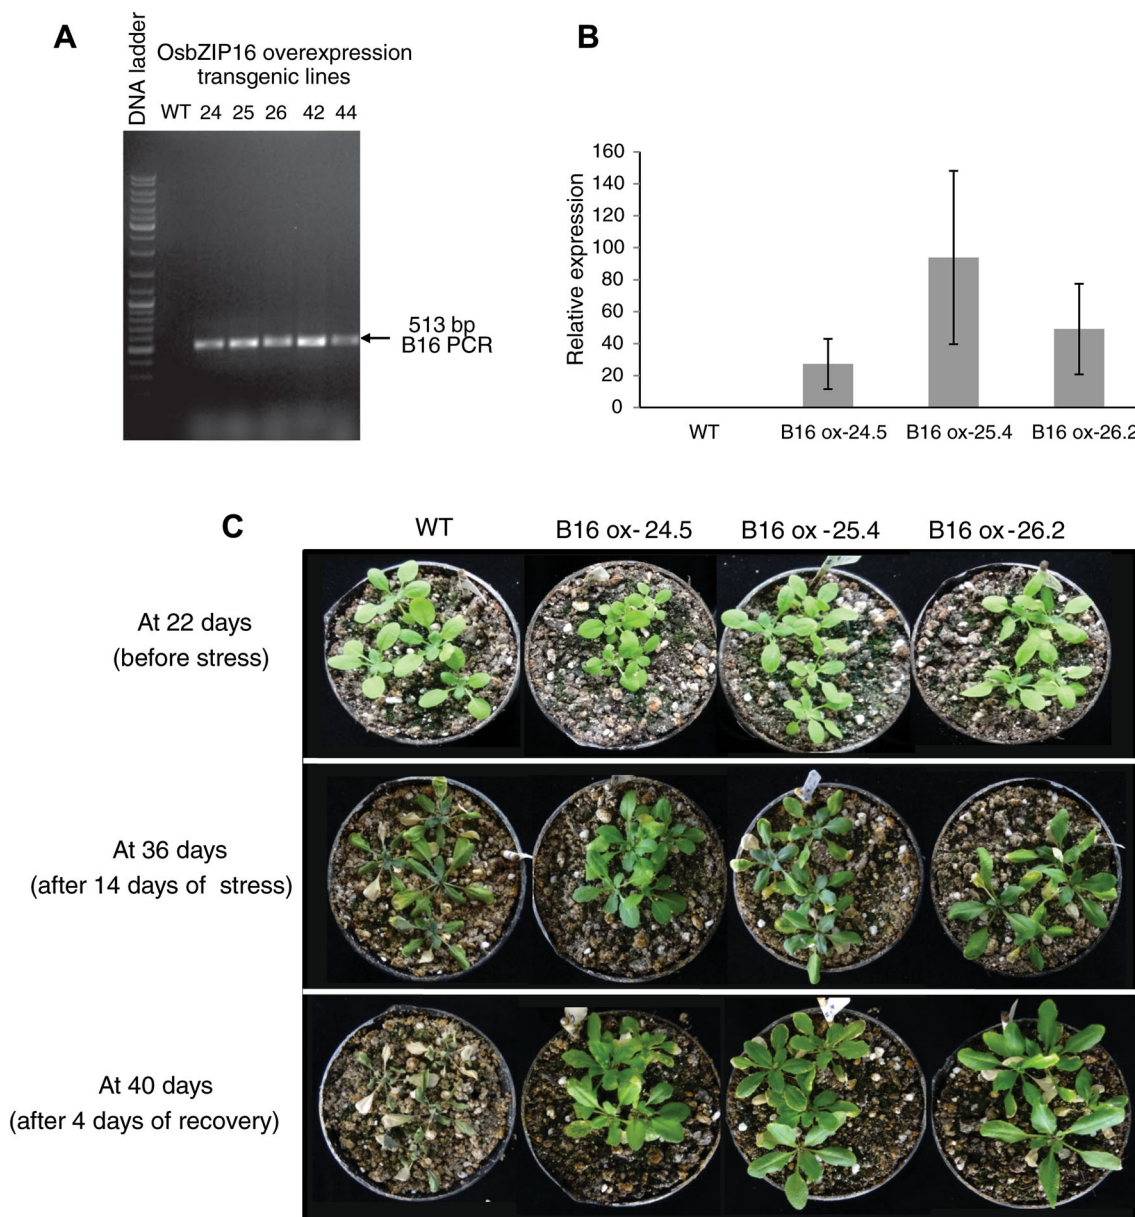 A
DNA ladder
OsbZIP16 overexpression
transgenic lines
WT 24 25 26 42 44
513 bp
B16 PCR
B
Relative expression
160
140
120
100
80
60
40
20
0
WT B16 ox-24.5 B16 ox-25.4 B16 ox-26.2
C
WT B16 ox-24.5 B16 ox -25.4 B16 ox -26.2
At 22 days
(before stress)
At 36 days
(after 14 days of stress)
At 40 days
(after 4 days of recovery)